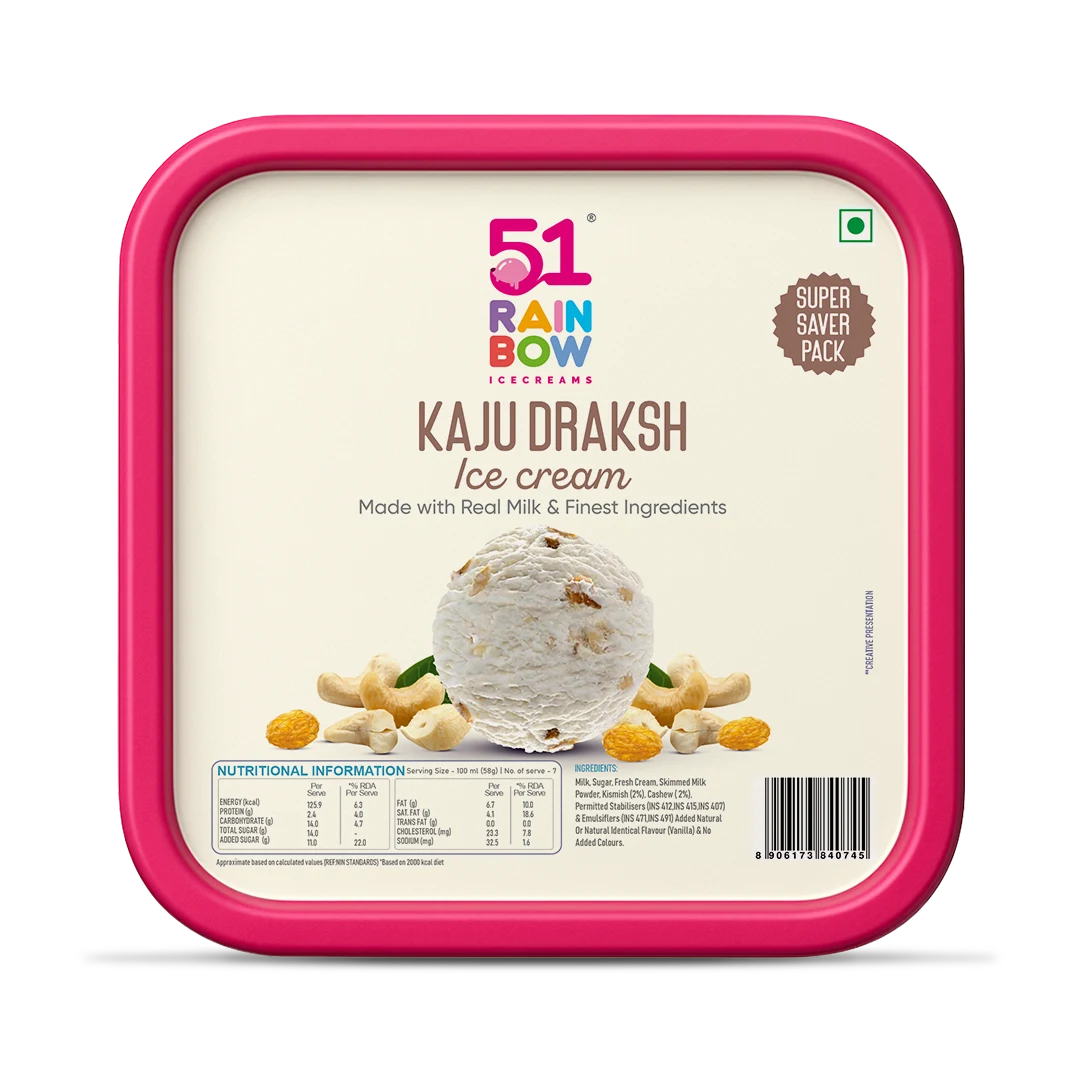 51®
RAIN
BOW
ICECREAMS
SUPER
SAVER
PACK
KAJU DRAKSH
Ice cream
Made with Real Milk & Finest Ingredients
**CREATIVE PRESENTATION
NUTRITIONAL INFORMATION Serving Size - 100 ml (58g) | No. of serve - 7
Per Serve *% RDA Per Serve
ENERGY (kcal) 125.9 6.3
PROTEIN (g) 2.4 4.0
CARBOHYDRATE (g) 14.0 4.7
TOTAL SUGAR (g) 14.0 -
ADDED SUGAR (g) 11.0 22.0
Per Serve *% RDA Per Serve
FAT (g) 6.7 10.0
SAT. FAT (g) 4.1 18.6
TRANS FAT (g) 0.0 0.0
CHOLESTEROL (mg) 23.3 7.8
SODIUM (mg) 32.5 1.6
Approximate based on calculated values (REF:NIN STANDARDS) *Based on 2000 kcal diet
INGREDIENTS:
Milk, Sugar, Fresh Cream, Skimmed Milk
Powder, Kismish (2%), Cashew ( 2%),
Permitted Stabilisers (INS 412,INS 415,INS 407)
& Emulsifiers (INS 471,INS 491) Added Natural
Or Natural Identical Flavour (Vanilla) & No
Added Colours.
8 906173 840745